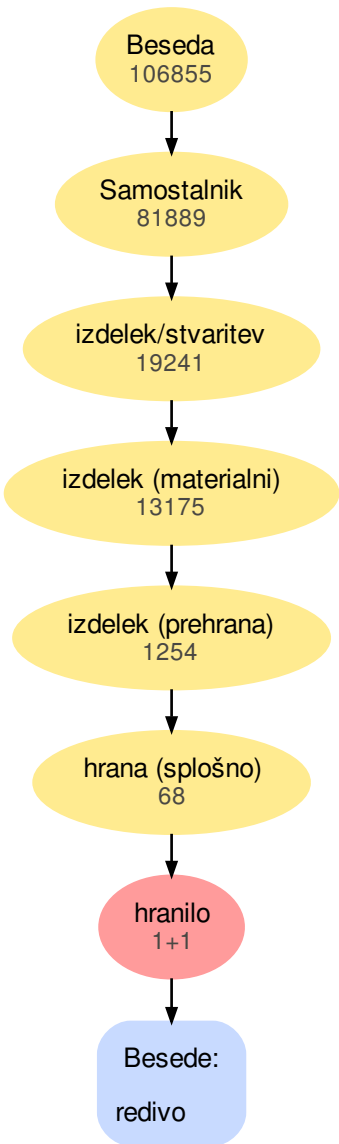 Beseda
106855
Samostalnik
81889
izdelek/stvaritev
19241
izdelek (materialni)
13175
izdelek (prehrana)
1254
hrana (splošno)
68
hranilo
1+1
Besede:
redivo